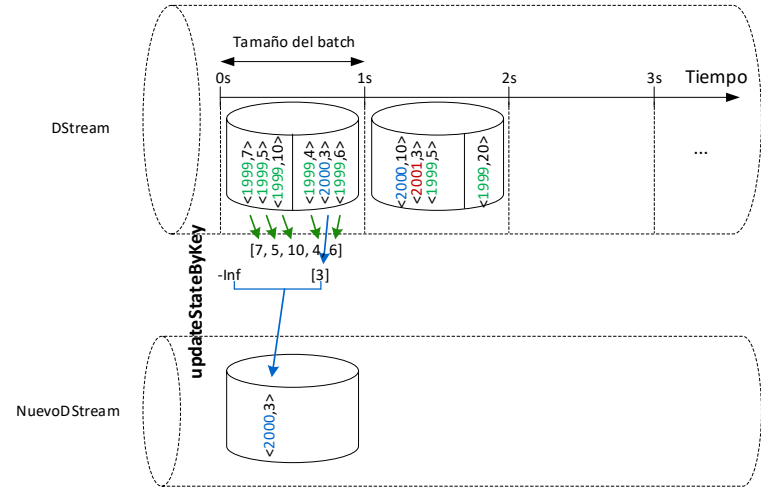 Tamaño del batch
0s
1s
2s
3s
Tiempo
DStream
<1999,7>
<1999,5>
<1999,10>
<1999,4>
<2000,3>
<1999,6>
<2000,10>
<2001,3>
<1999,5>
<1999,20>
...
[7, 5, 10, 4, 6]
-Inf
[3]
updateStateByKey
NuevoDStream
<2000,3>